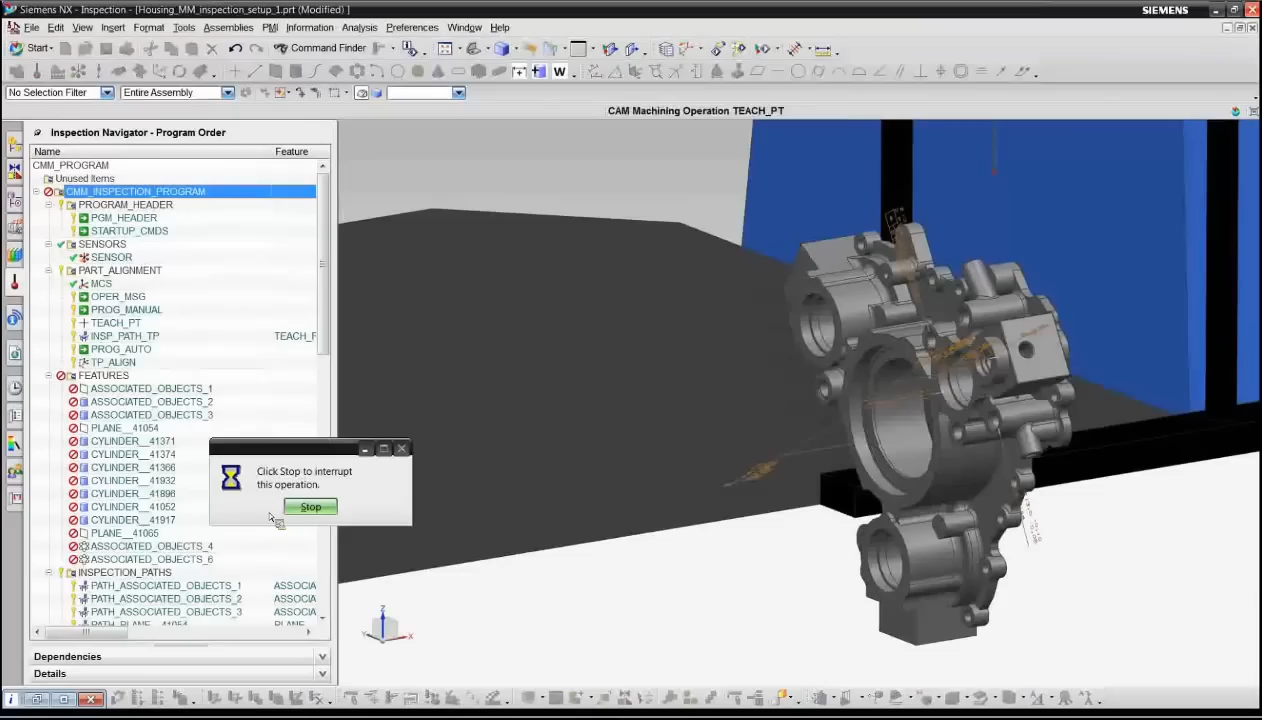 Siemens NX - Inspection - [Housing_MM_inspection_setup_1.prt (Modified) ]
SIEMENS
File Edit View Insert Format Tools Assemblies PMI Information Analysis Preferences Window Help
Start
Command Finder
W
No Selection Filter
Entire Assembly
CAM Machining Operation TEACH_PT
Inspection Navigator - Program Order
Name Feature
CMM_PROGRAM
Unused Items
CMM_INSPECTION_PROGRAM
PROGRAM_HEADER
PGM_HEADER
STARTUP_CMDS
SENSORS
SENSOR
PART_ALIGNMENT
MCS
OPER_MSG
PROG_MANUAL
TEACH_PT
INSP_PATH_TP TEACH_F
PROG_AUTO
TP_ALIGN
FEATURES
ASSOCIATED_OBJECTS_1
ASSOCIATED_OBJECTS_2
ASSOCIATED_OBJECTS_3
PLANE__41054
CYLINDER__41371
CYLINDER__41374
CYLINDER__41366
CYLINDER__41932
CYLINDER__41896
CYLINDER__41052
CYLINDER__41917
PLANE__41065
ASSOCIATED_OBJECTS_4
ASSOCIATED_OBJECTS_6
INSPECTION_PATHS
PATH_ASSOCIATED_OBJECTS_1 ASSOCIA
PATH_ASSOCIATED_OBJECTS_2 ASSOCIA
PATH_ASSOCIATED_OBJECTS_3 ASSOCIA
PATH_PLANE__41054 PLANE
Click Stop to interrupt
this operation.
Stop
Z
Y
X
Dependencies
Details